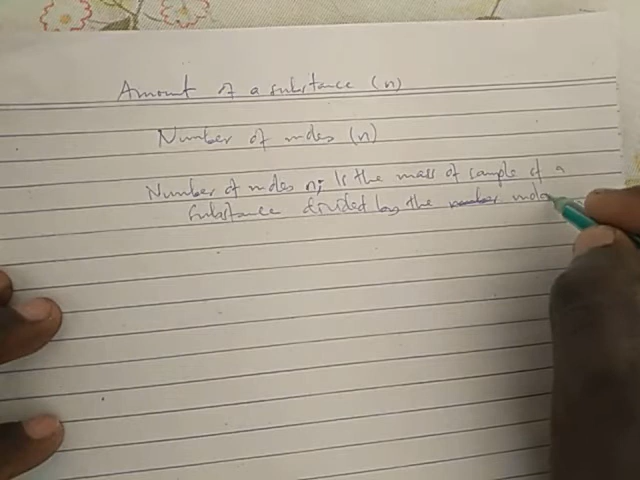 Amount of a substance (n)
Number of moles (n)
Number of moles n; Is the mass of sample of a
substance divided by the number mola